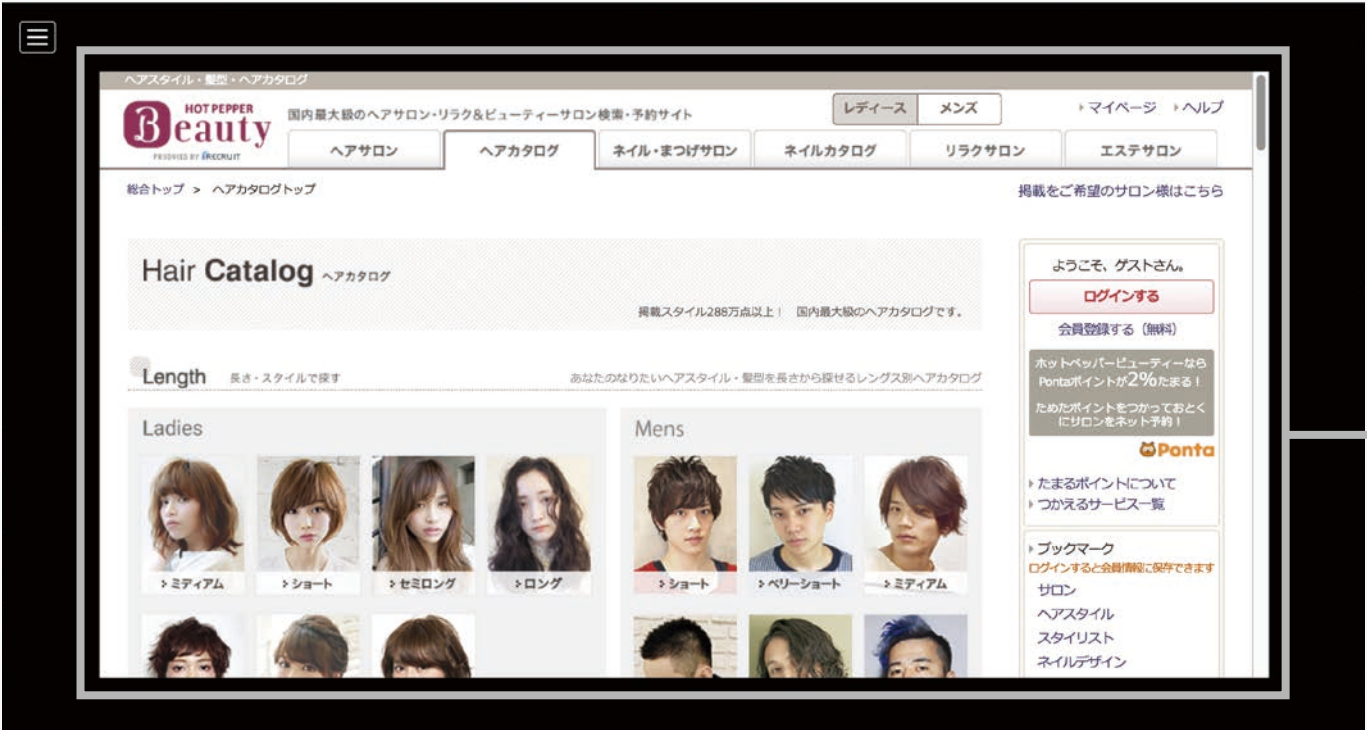 ヘアスタイル・髪型・ヘアカタログ
HOT PEPPER
Beauty
PRODUCED BY RECRUIT
国内最大級のヘアサロン・リラク&ビューティーサロン検索・予約サイト
レディース メンズ
マイページ ヘルプ
ヘアサロン ヘアカタログ ネイル・まつげサロン ネイルカタログ リラクサロン エステサロン
総合トップ > ヘアカタログトップ
掲載をご希望のサロン様はこちら
Hair Catalog ヘアカタログ
掲載スタイル288万点以上! 国内最大級のヘアカタログです。
Length 長さ・スタイルで探す
あなたのなりたいヘアスタイル・髪型を長さから探せるレングス別ヘアカタログ
Ladies
ミディアム ショート セミロング ロング
Mens
ショート ベリーショート ミディアム
ようこそ、ゲストさん。
ログインする
会員登録する(無料)
ホットペッパービューティーなら
Pontaポイントが2%たまる!
ためたポイントをつかっておとく
にサロンをネット予約!
Ponta
たまるポイントについて
つかえるサービス一覧
ブックマーク
ログインすると会員情報に保存できます
サロン
ヘアスタイル
スタイリスト
ネイルデザイン